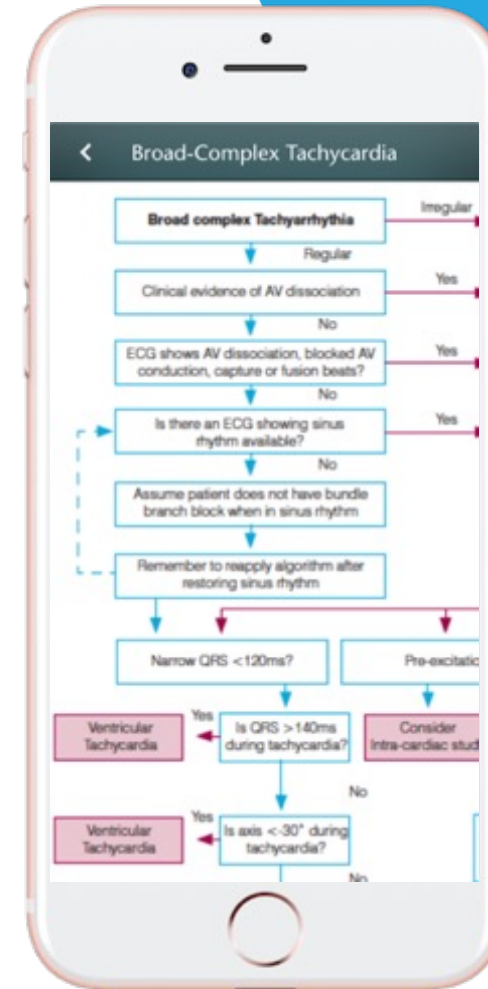 Broad-Complex Tachycardia
Broad complex Tachyarrhythia
Irregular
Regular
Clinical evidence of AV dissociation
Yes
No
ECG shows AV dissociation, blocked AV
conduction, capture or fusion beats?
Yes
No
Is there an ECG showing sinus
rhythm available?
Yes
No
Assume patient does not have bundle
branch block when in sinus rhythm
Remember to reapply algorithm after
restoring sinus rhythm
Narrow QRS <120ms?
Pre-excitatio
Ventricular
Tachycardia
Yes
Is QRS >140ms
during tachycardia?
Consider
Intra-cardiac stud
No
Ventricular
Tachycardia
Yes
Is axis <-30° during
tachycardia?
No